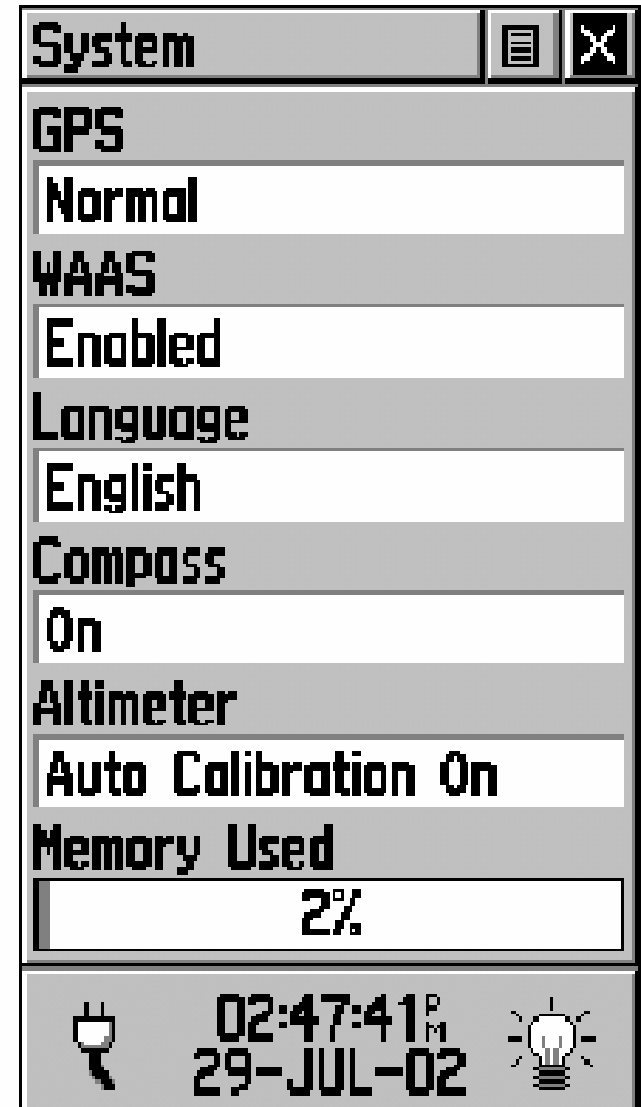 System
GPS
Normal
WAAS
Enabled
Language
English
Compass
On
Altimeter
Auto Calibration On
Memory Used
2%
02:47:41PM
29-JUL-02